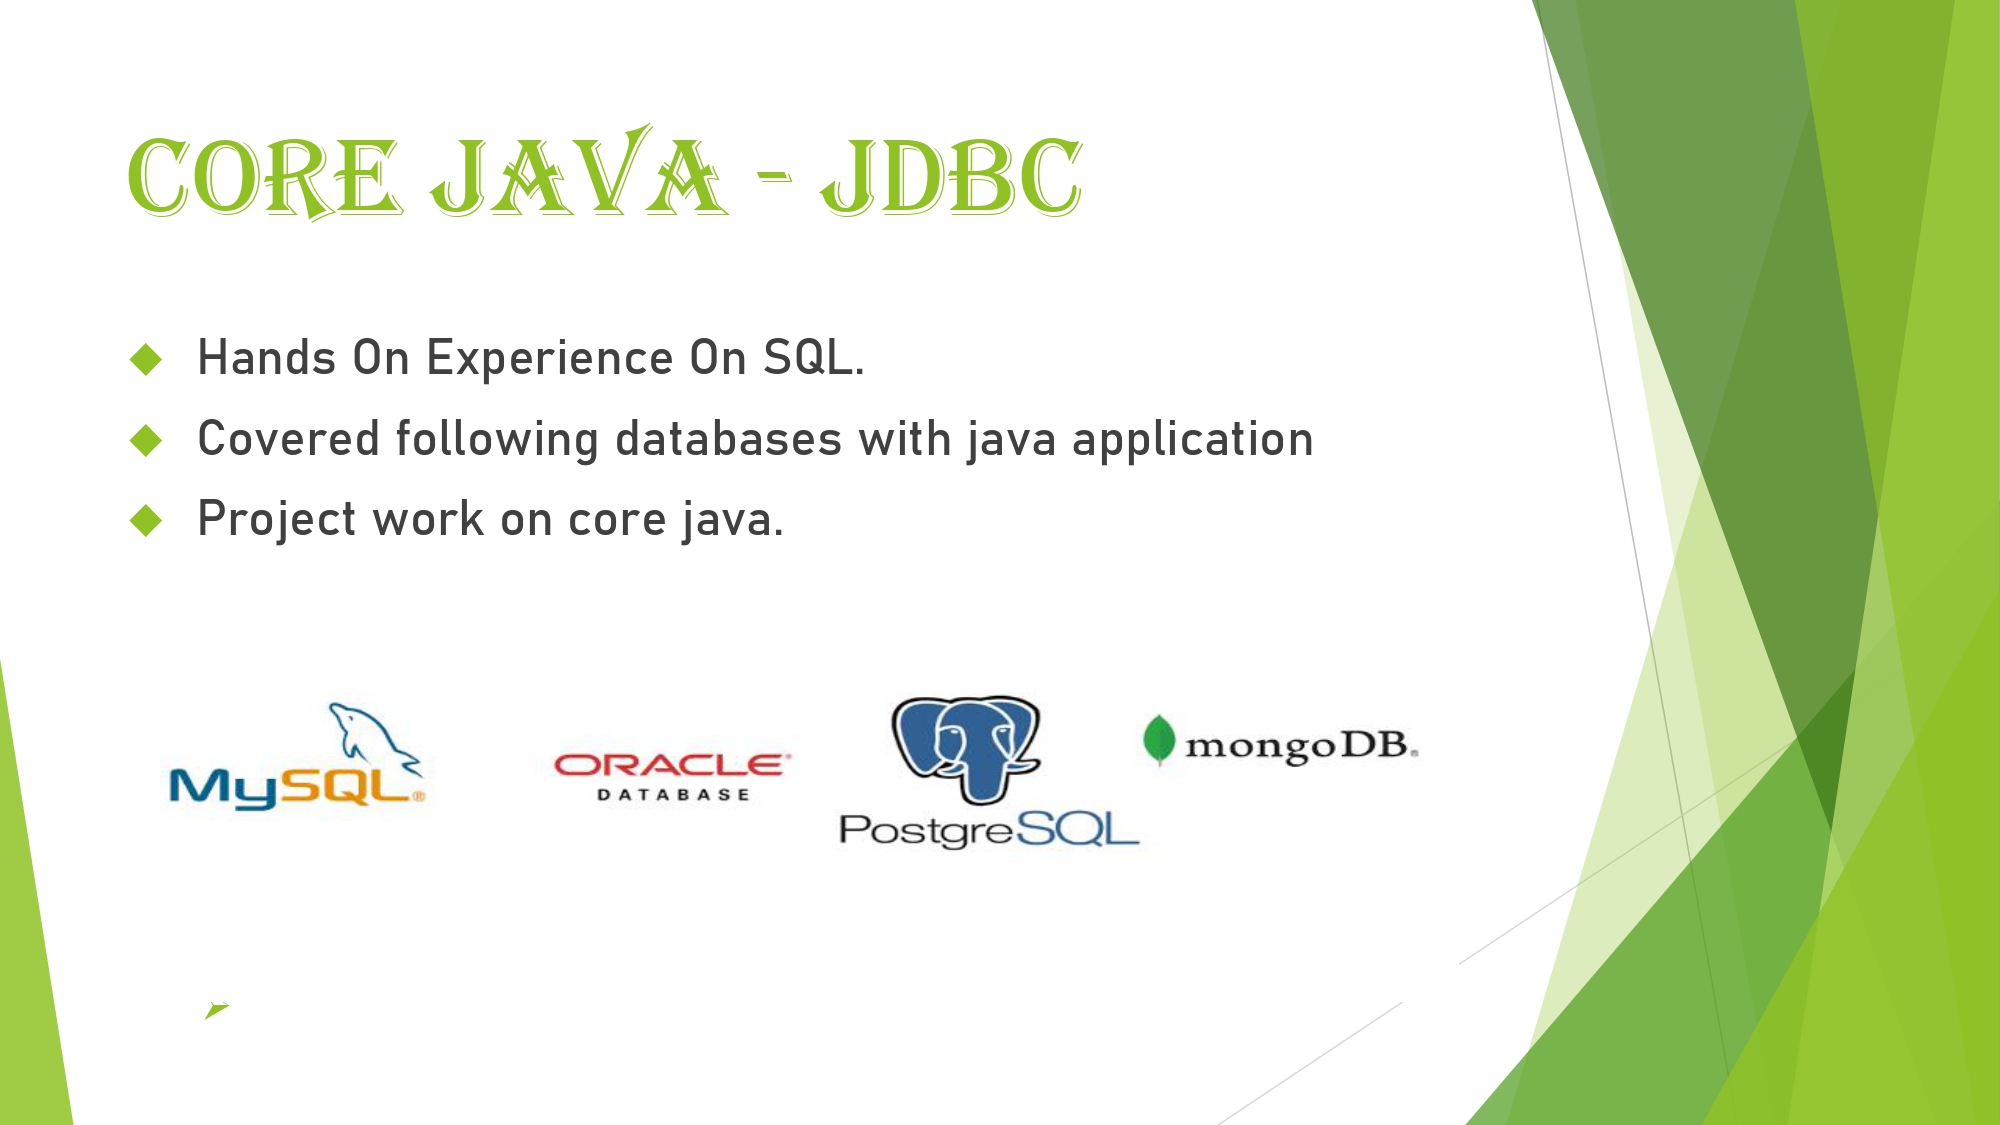 CORE JAVA - JDBC
Hands On Experience On SQL.
Covered following databases with java application
Project work on core java.
MySQL®
ORACLE®
DATABASE
PostgreSQL
mongoDB®